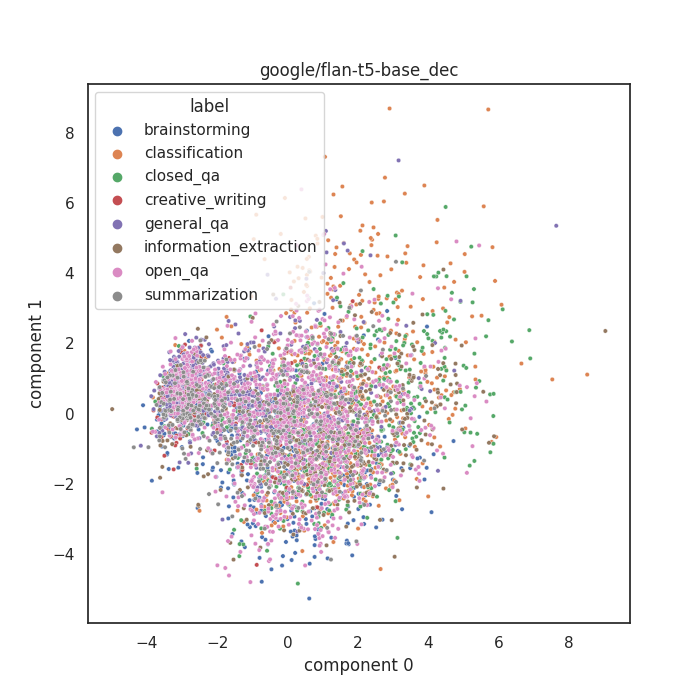 google/flan-t5-base_dec
label
brainstorming
classification
closed_qa
creative_writing
general_qa
information_extraction
open_qa
summarization
8
6
4
2
0
−2
−4
component 1
−4 −2 0 2 4 6 8
component 0